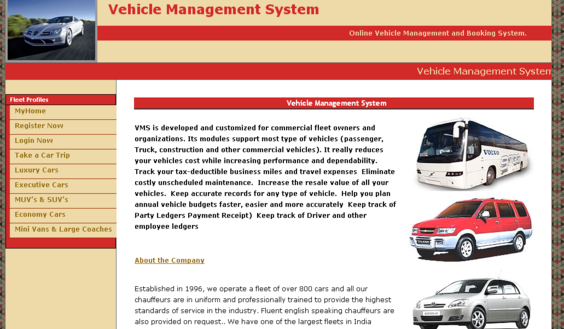 Vehicle Management System
Online Vehicle Management and Booking System.
Vehicle Management System
Fleet Profiles
MyHome
Register Now
Login Now
Take a Car Trip
Luxury Cars
Executive Cars
MUV's & SUV's
Economy Cars
Mini Vans & Large Coaches
Vehicle Management System
VMS is developed and customized for commercial fleet owners and
organizations. Its modules support most type of vehicles (passenger,
Truck, construction and other commercial vehicles). It really reduces
your vehicles cost while increasing performance and dependability.
Track your tax-deductible business miles and travel expenses Eliminate
costly unscheduled maintenance. Increase the resale value of all your
vehicles. Keep accurate records for any type of vehicle. Help you plan
annual vehicle budgets faster, easier and more accurately Keep track of
Party Ledgers Payment Receipt) Keep track of Driver and other
employee ledgers
VOLVO
About the Company
Established in 1996, we operate a fleet of over 800 cars and all our
chauffeurs are in uniform and professionally trained to provide the highest
standards of service in the industry. Fluent english speaking chauffeurs are
also provided on request.. We have one of the largest fleets in India